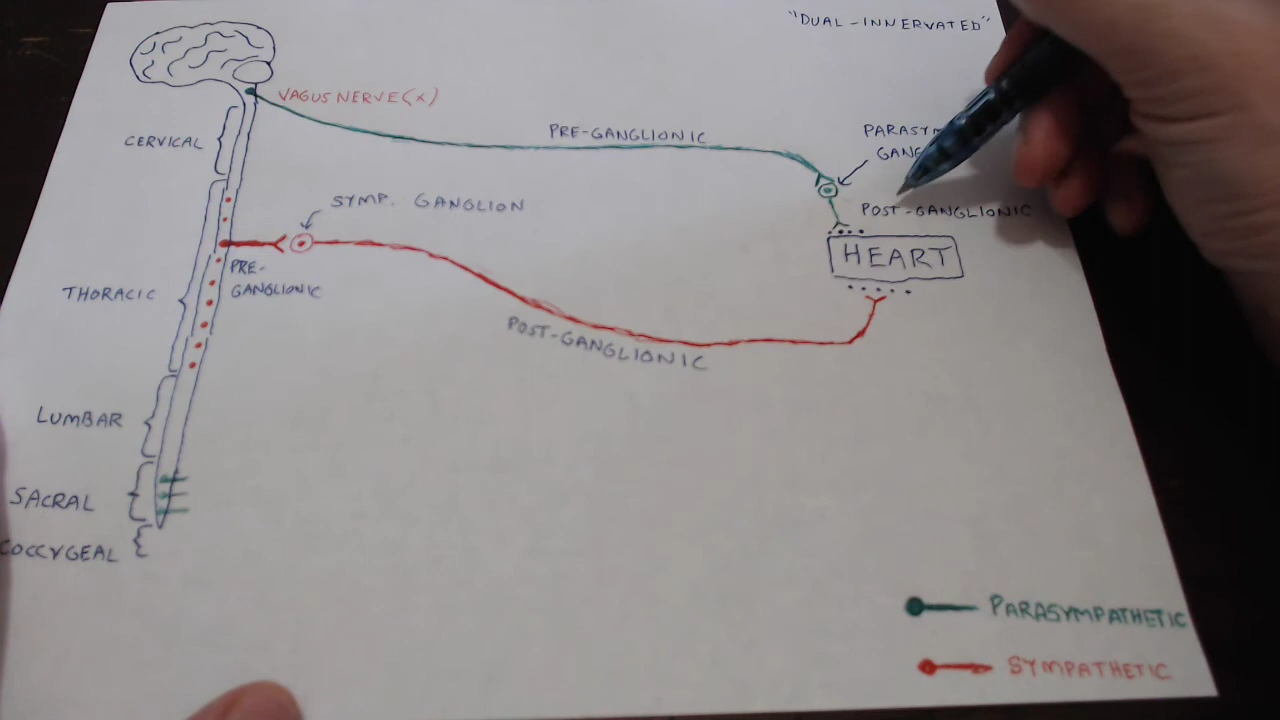 "DUAL-INNERVATED"
VAGUS NERVE (X)
CERVICAL
PRE-GANGLIONIC
SYMP. GANGLION
POST-GANGLIONIC
HEART
PRE-
GANGLIONIC
THORACIC
POST-GANGLIONIC
LUMBAR
SACRAL
COCCYGEAL
PARASYMPATHETIC
SYMPATHETIC